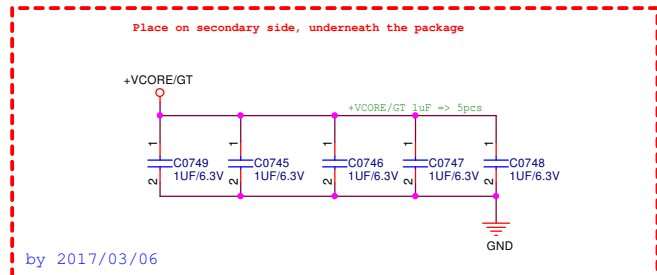 Place on secondary side, underneath the package
+VCORE/GT
+VCORE/GT 1uF => 5pcs
1 1 1 1 1
C0749 C0745 C0746 C0747 C0748
1UF/6.3V 1UF/6.3V 1UF/6.3V 1UF/6.3V 1UF/6.3V
2 2 2 2 2
GND
by 2017/03/06